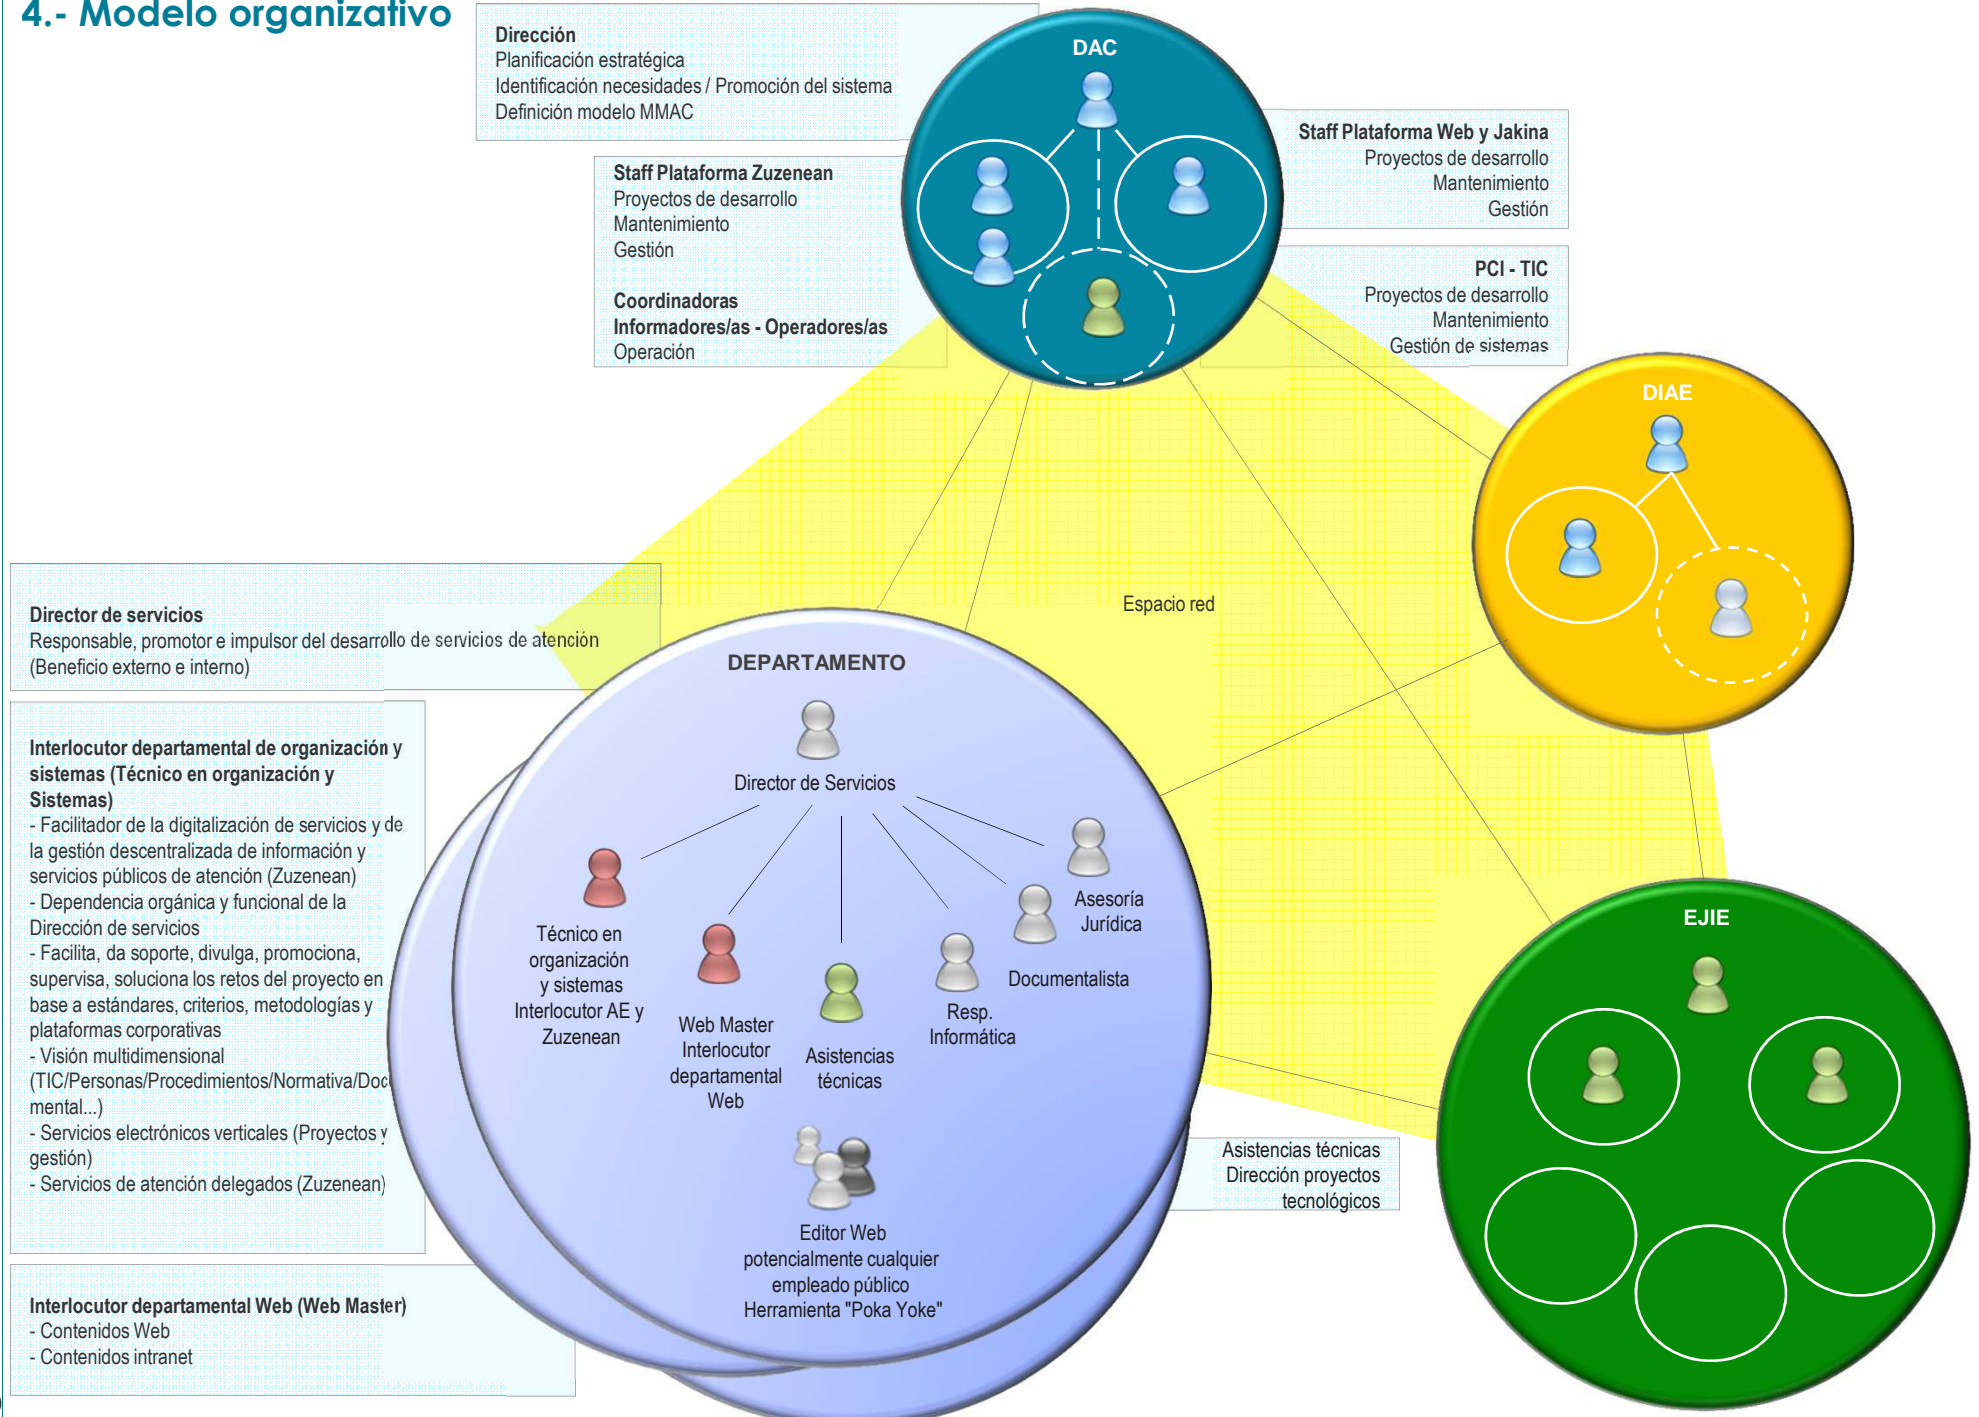 4.- Modelo organizativo
Dirección
Planificación estratégica
Identificación necesidades / Promoción del sistema
Definición modelo MMAC
DAC
Staff Plataforma Web y Jakina
Proyectos de desarrollo
Mantenimiento
Gestión
Staff Plataforma Zuzenean
Proyectos de desarrollo
Mantenimiento
Gestión
Coordinadoras
Informadores/as - Operadores/as
Operación
PCI - TIC
Proyectos de desarrollo
Mantenimiento
Gestión de sistemas
DIAE
Espacio red
Director de servicios
Responsable, promotor e impulsor del desarrollo de servicios de atención
(Beneficio externo e interno)
Interlocutor departamental de organización y
sistemas (Técnico en organización y
Sistemas)
- Facilitador de la digitalización de servicios y de
la gestión descentralizada de información y
servicios públicos de atención (Zuzenean)
- Dependencia orgánica y funcional de la
Dirección de servicios
- Facilita, da soporte, divulga, promociona,
supervisa, soluciona los retos del proyecto en
base a estándares, criterios, metodologías y
plataformas corporativas
- Visión multidimensional
(TIC/Personas/Procedimientos/Normativa/Doc
mental...)
- Servicios electrónicos verticales (Proyectos y
gestión)
- Servicios de atención delegados (Zuzenean)
Interlocutor departamental Web (Web Master)
- Contenidos Web
- Contenidos intranet
DEPARTAMENTO
Director de Servicios
Técnico en
organización
y sistemas
Interlocutor AE y
Zuzenean
Web Master
Interlocutor
departamental
Web
Asistencias
técnicas
Resp.
Informática
Documentalista
Asesoría
Jurídica
Editor Web
potencialmente cualquier
empleado público
Herramienta "Poka Yoke"
EJIE
Asistencias técnicas
Dirección proyectos
tecnológicos